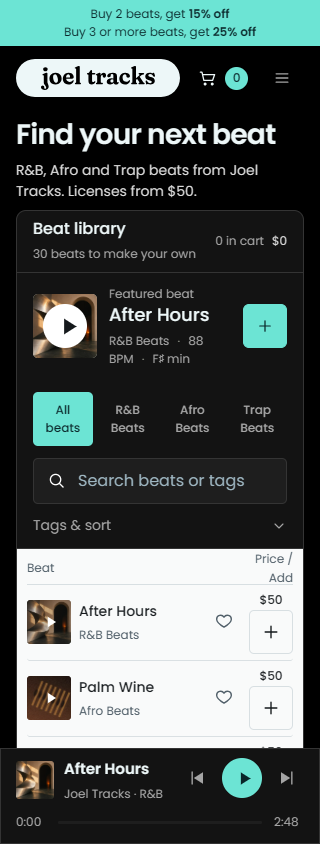 Buy 2 beats, get 15% off
Buy 3 or more beats, get 25% off
joel tracks
0
Find your next beat
R&B, Afro and Trap beats from Joel
Tracks. Licenses from $50.
Beat library
30 beats to make your own
0 in cart $0
Featured beat
After Hours
R&B Beats · 88
BPM · F♯ min
+
All
beats
R&B
Beats
Afro
Beats
Trap
Beats
Search beats or tags
Tags & sort
Beat
Price /
Add
After Hours
R&B Beats
$50
+
Palm Wine
Afro Beats
$50
+
After Hours
Joel Tracks · R&B
0:00
2:48